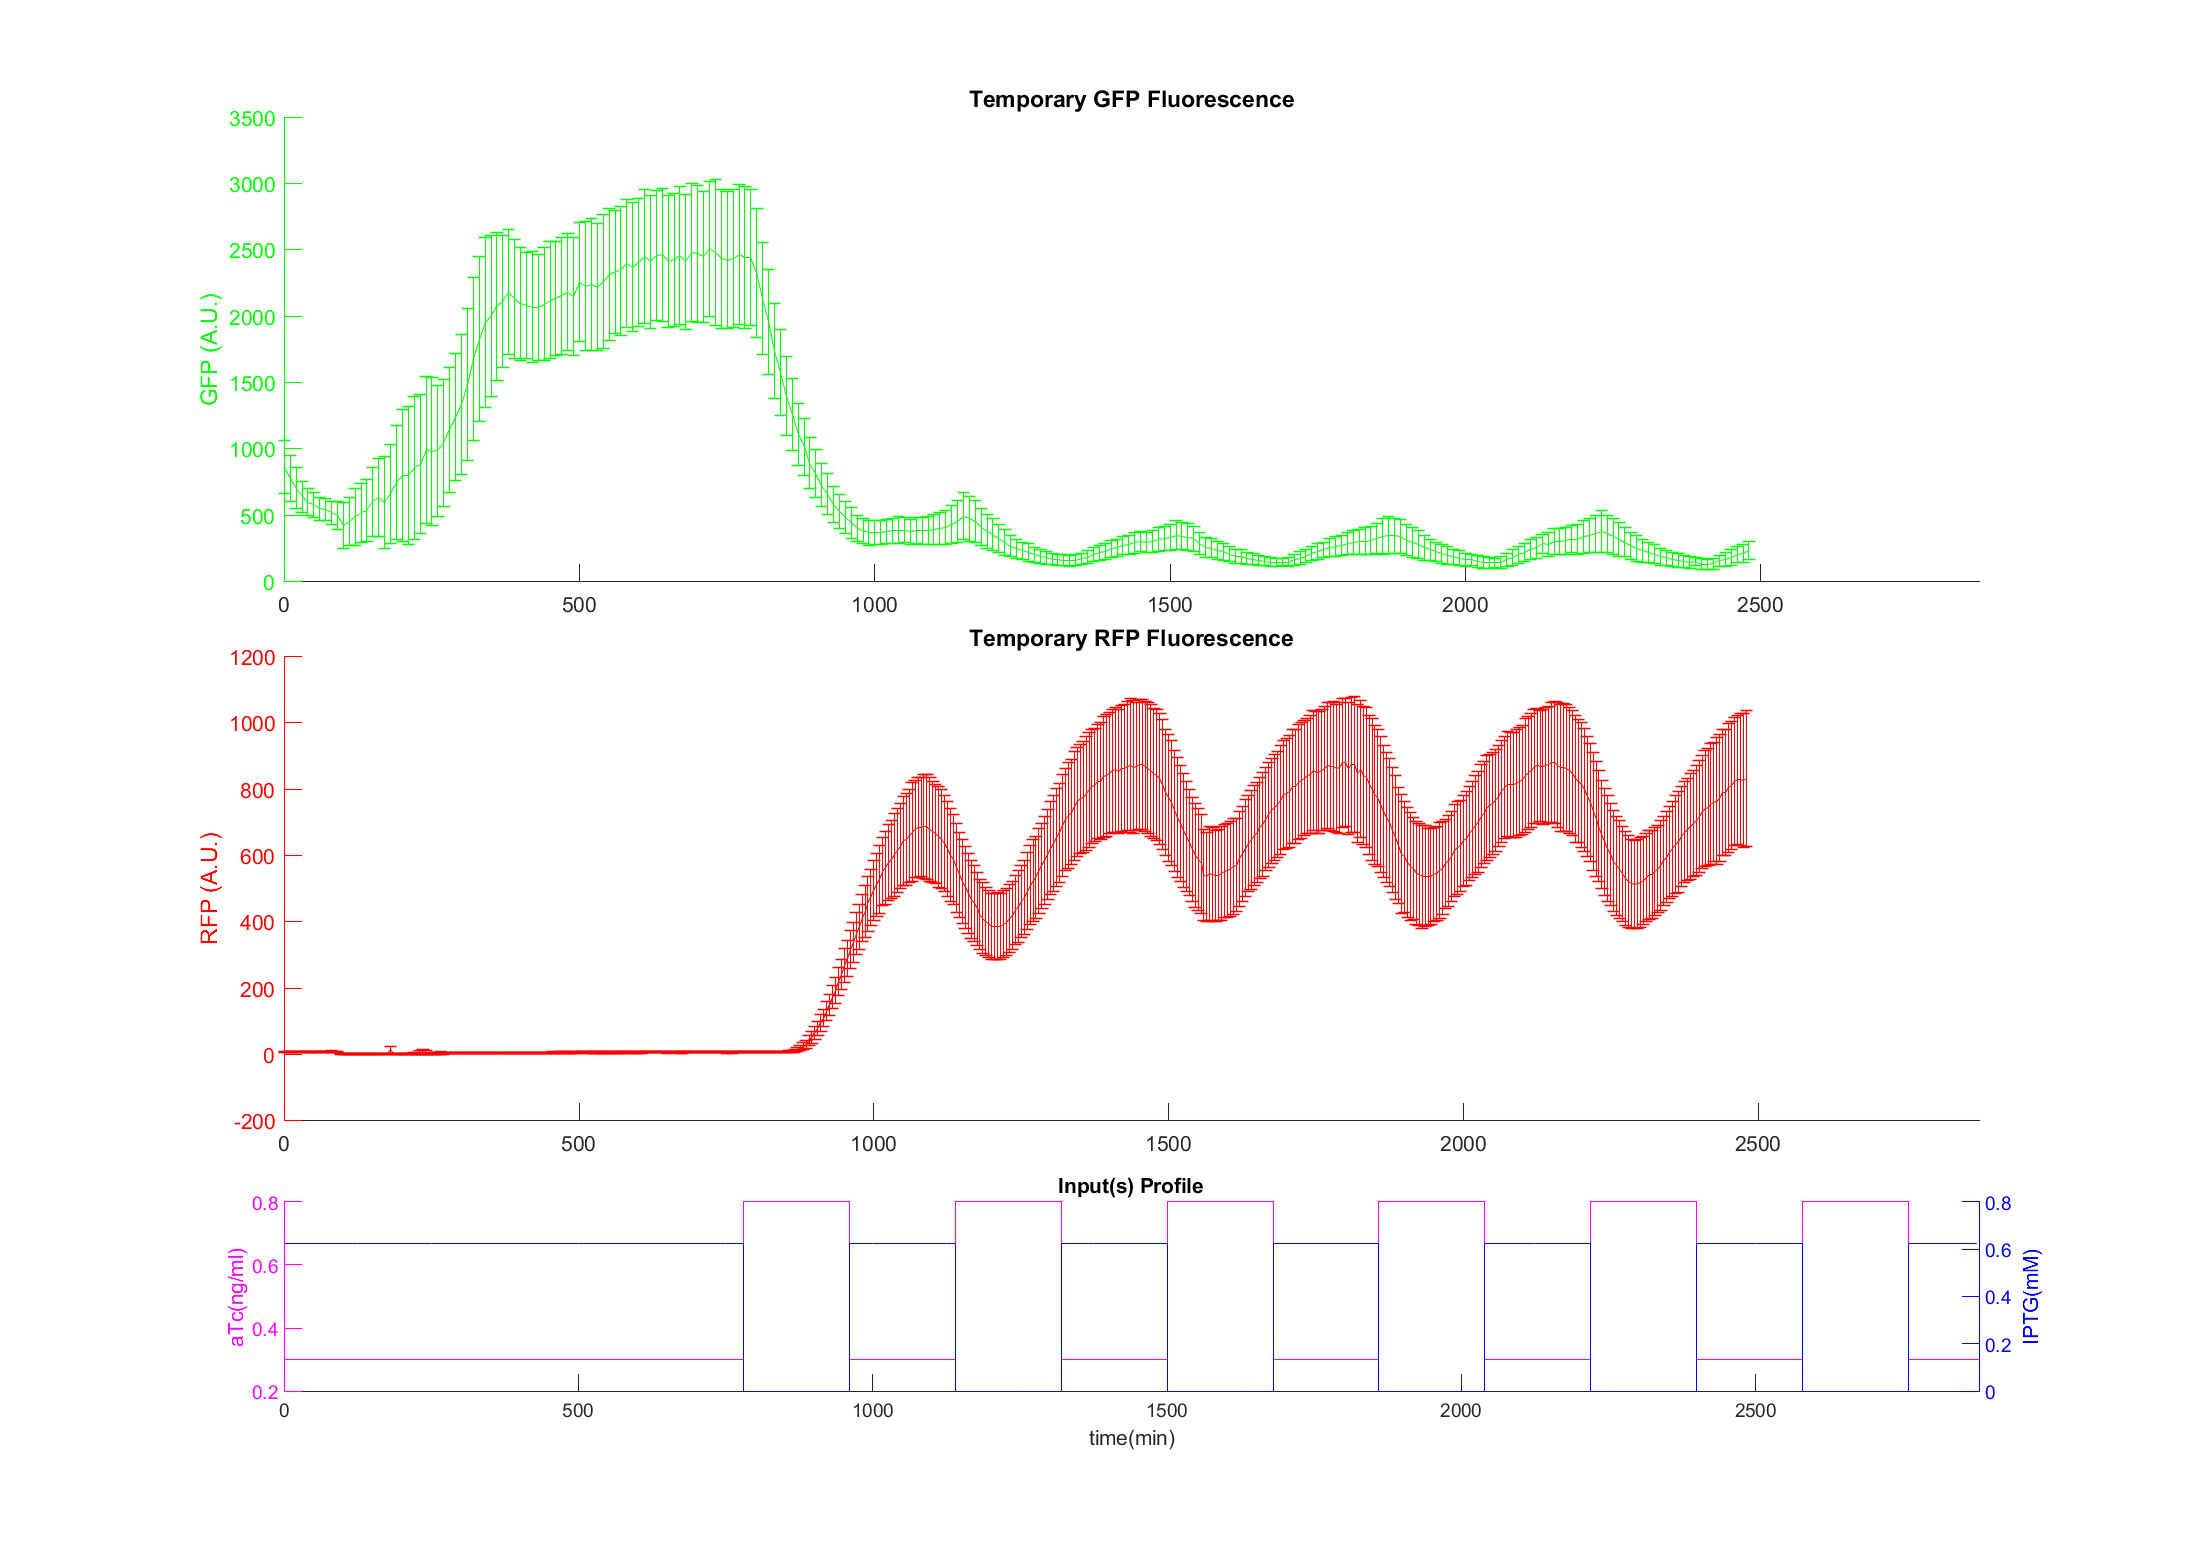 Temporary GFP Fluorescence
3500
3000
2500
2000
1500
1000
500
0
GFP (A.U.)
0 500 1000 1500 2000 2500
Temporary RFP Fluorescence
1200
1000
800
600
400
200
0
-200
RFP (A.U.)
0 500 1000 1500 2000 2500
Input(s) Profile
0.8
0.6
0.4
0.2
aTc(ng/ml)
0.8
0.6
0.4
0.2
0
IPTG(mM)
0 500 1000 1500 2000 2500
time(min)